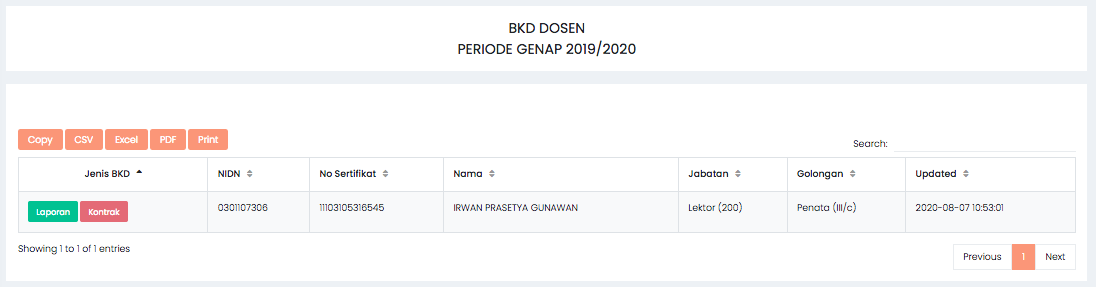 BKD DOSEN
PERIODE GENAP 2019/2020
Copy CSV Excel PDF Print
Search:
Jenis BKD NIDN No Sertifikat Nama Jabatan Golongan Updated
Laporan Kontrak 0301107306 11103105316545 IRWAN PRASETYA GUNAWAN Lektor (200) Penata (III/c) 2020-08-07 10:53:01
Showing 1 to 1 of 1 entries
Previous 1 Next